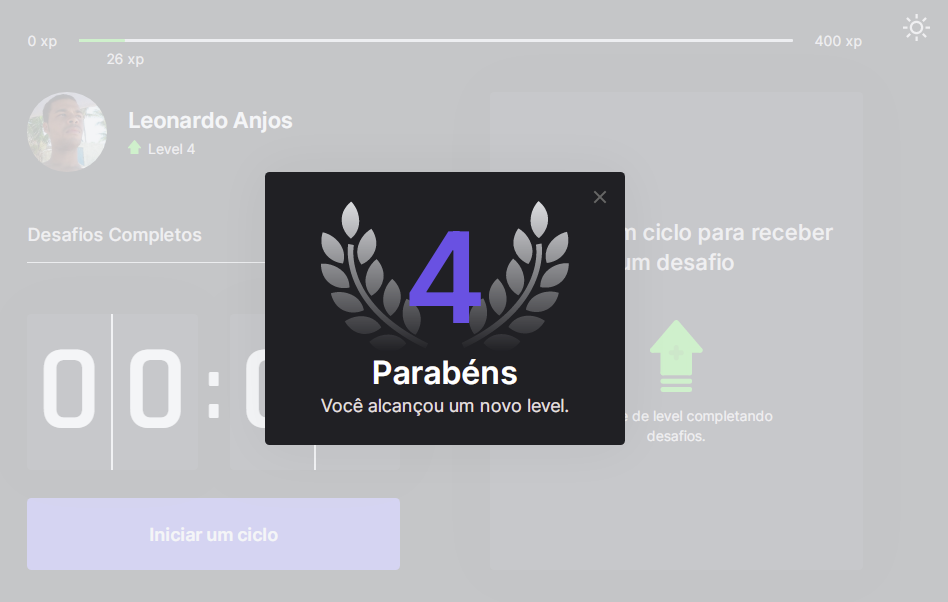 0 xp
400 xp
26 xp
Leonardo Anjos
Level 4
Desafios Completos
00:0
Iniciar um ciclo
4
Parabéns
Você alcançou um novo level.
ciclo para receber
um desafio
de level completando
desafios.